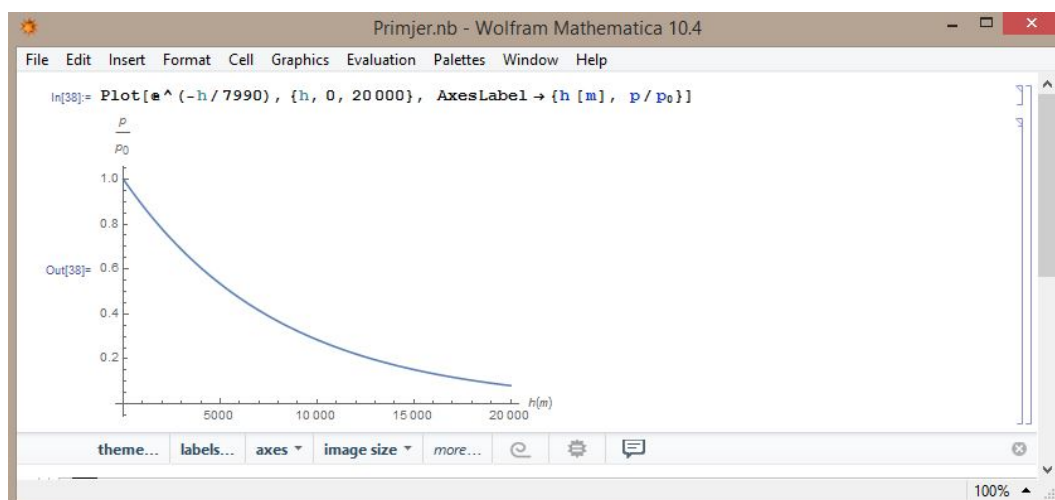 Primjer.nb - Wolfram Mathematica 10.4
File Edit Insert Format Cell Graphics Evaluation Palettes Window Help
In[38]:= Plot[ⅇ^(-h/7990), {h, 0, 20000}, AxesLabel → {h[m], p/p₀}]
p
p₀
1.0
0.8
Out[38]= 0.6
0.4
0.2
h(m)
5000 10000 15000 20000
theme... labels... axes image size more...
100%